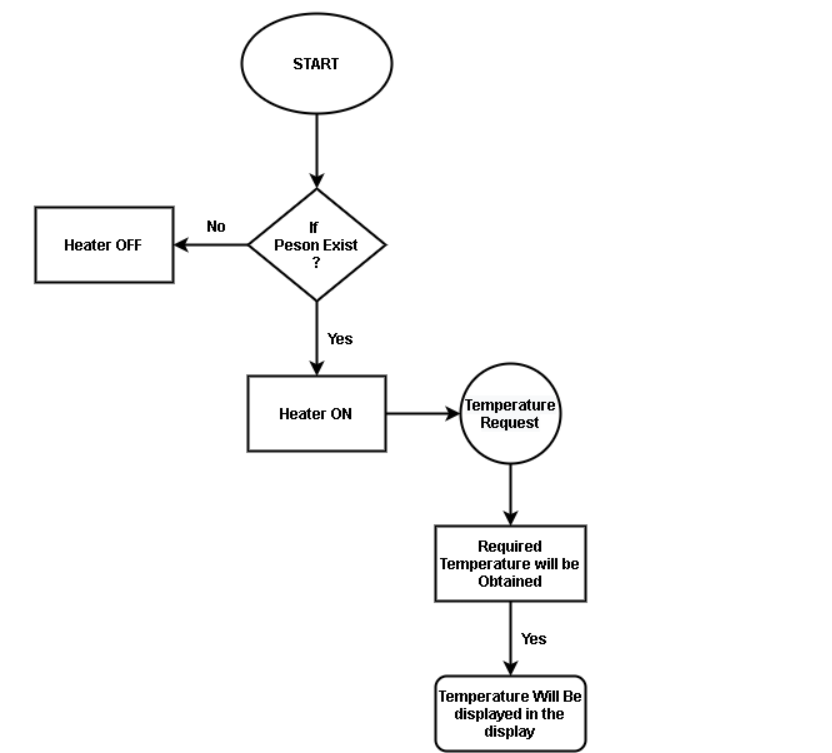 START
No
If
Peson Exist
?
Heater OFF
Yes
Heater ON
Temperature
Request
Required
Temperature will be
Obtained
Yes
Temperature Will Be
displayed in the
display